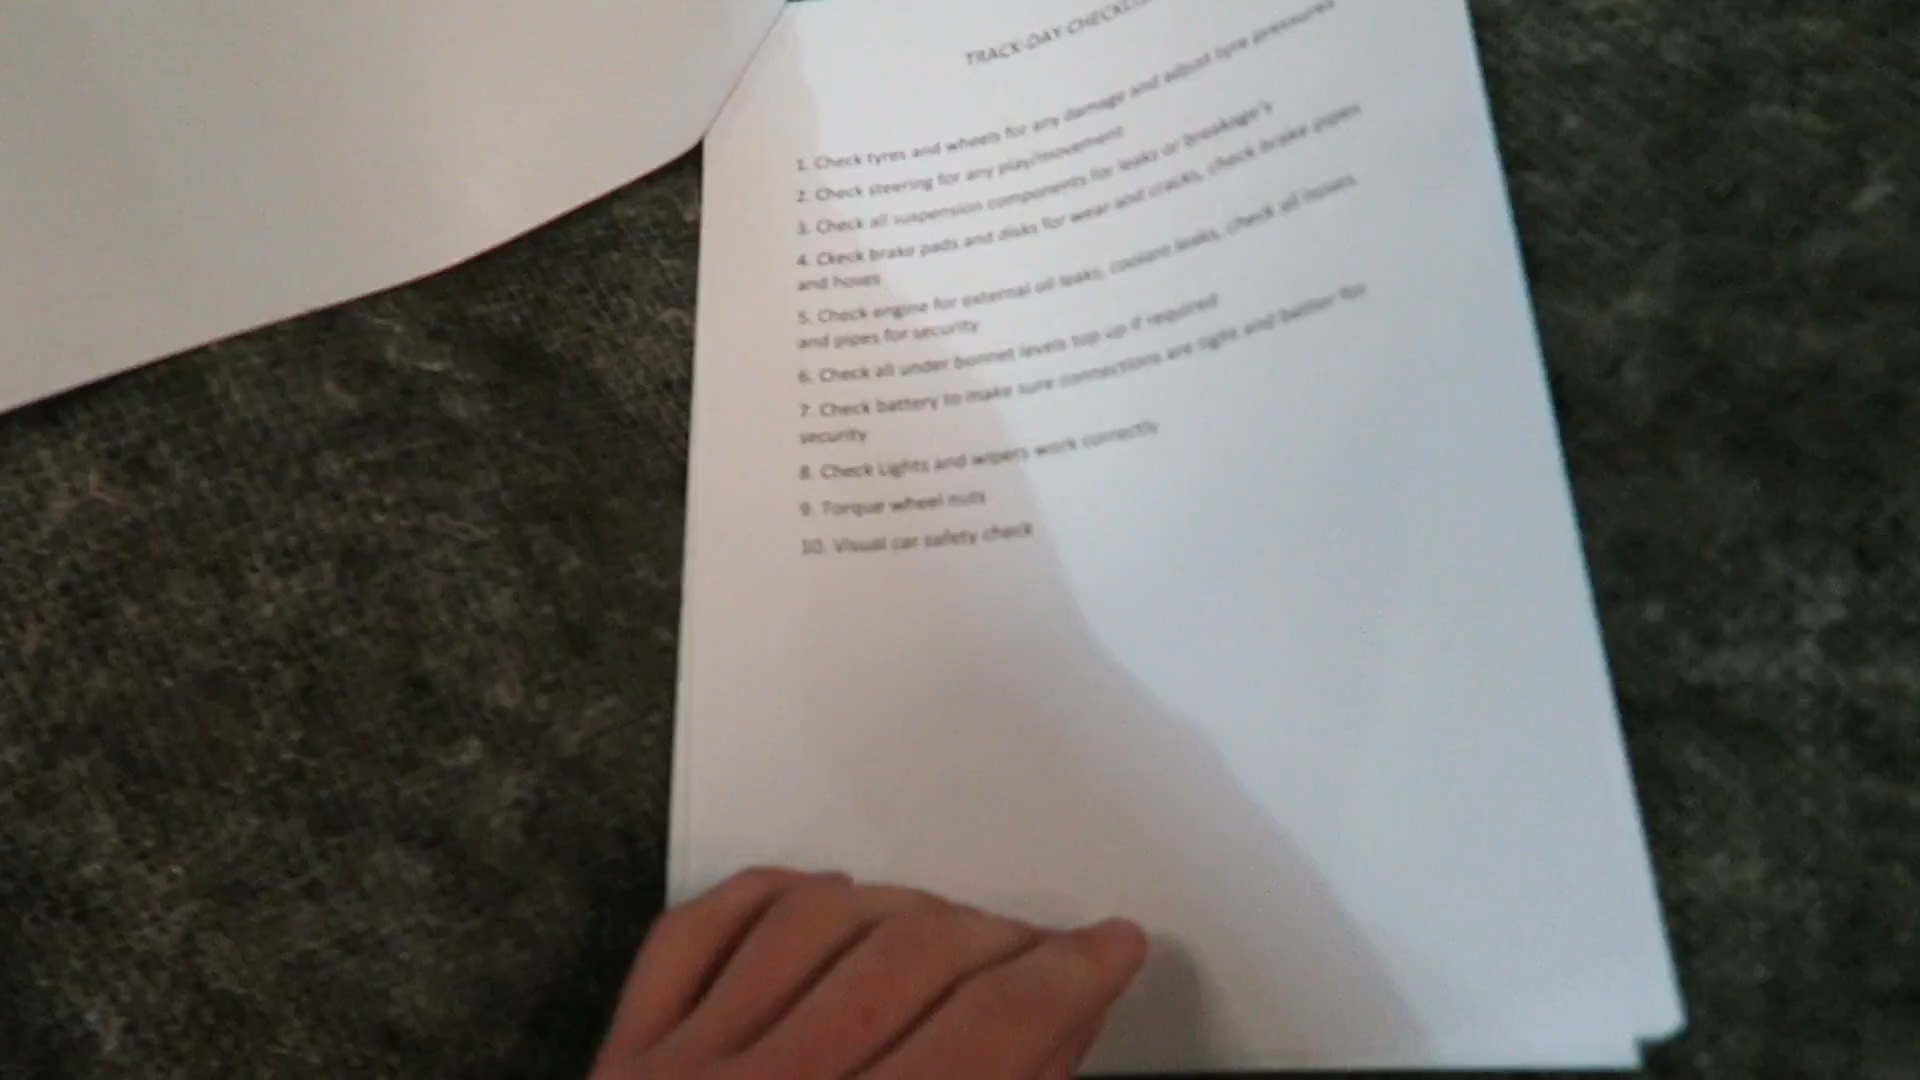 TRACK-DAY CHECKLIST
1. Check tyres and wheels for any damage and adjust tyre pressures
2. Check steering for any play/movement
3. Check all suspension components for leaks or breakage's
4. Check brake pads and disks for wear and cracks, check brake pipes
and hoses
5. Check engine for external oil leaks, coolant leaks, check oil hoses
and pipes for security
6. Check all under bonnet levels top up if required
7. Check battery to make sure connections are tight and batter for
security
8. Check Lights and wipers work correctly
9. Torque wheel nuts
10. Visual car safety check